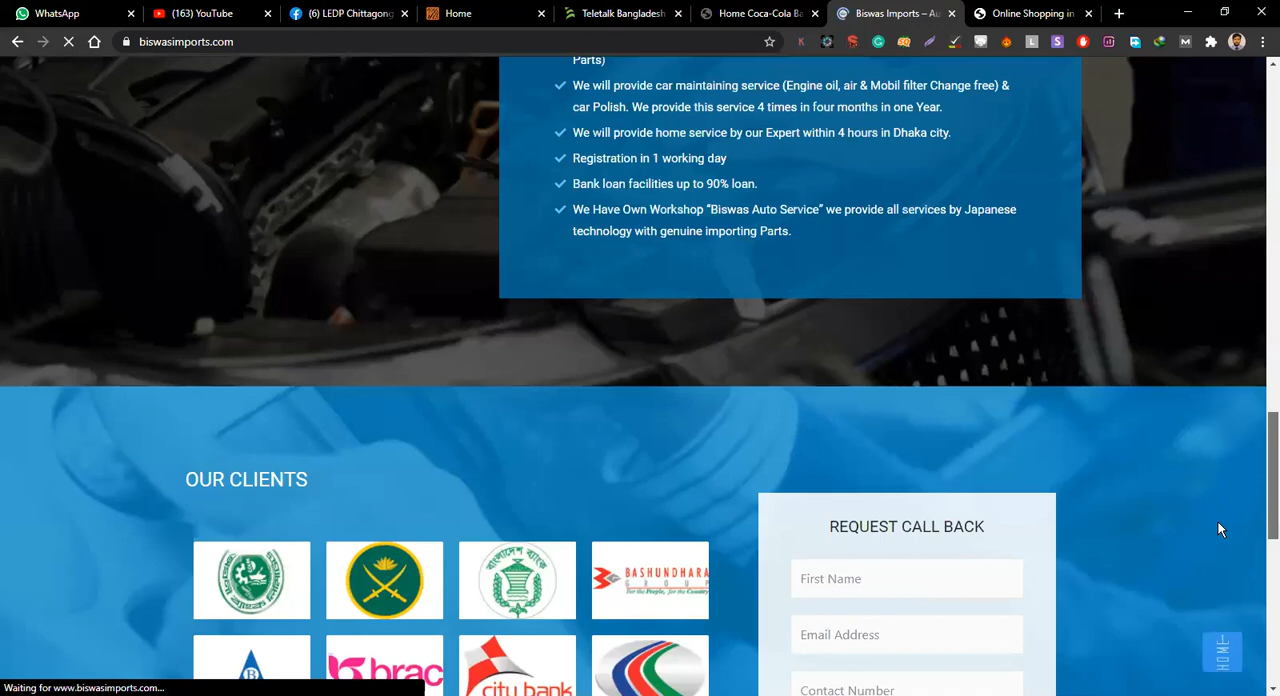 WhatsApp
(163) YouTube
(6) LEDP Chittagong
Home
Teletalk Bangladesh
Home Coca-Cola Ba
Biswas Imports – Au
Online Shopping in
biswasimports.com
Parts)
We will provide car maintaining service (Engine oil, air & Mobil filter Change free) &
car Polish. We provide this service 4 times in four months in one Year.
We will provide home service by our Expert within 4 hours in Dhaka city.
Registration in 1 working day
Bank loan facilities up to 90% loan.
We Have Own Workshop “Biswas Auto Service” we provide all services by Japanese
technology with genuine importing Parts.
OUR CLIENTS
REQUEST CALL BACK
First Name
Email Address
Contact Number
বাংলাদেশ ব্যাংক
BASHUNDHARA
GROUP
For the People, for the Country
brac
city bank
Waiting for www.biswasimports.com...